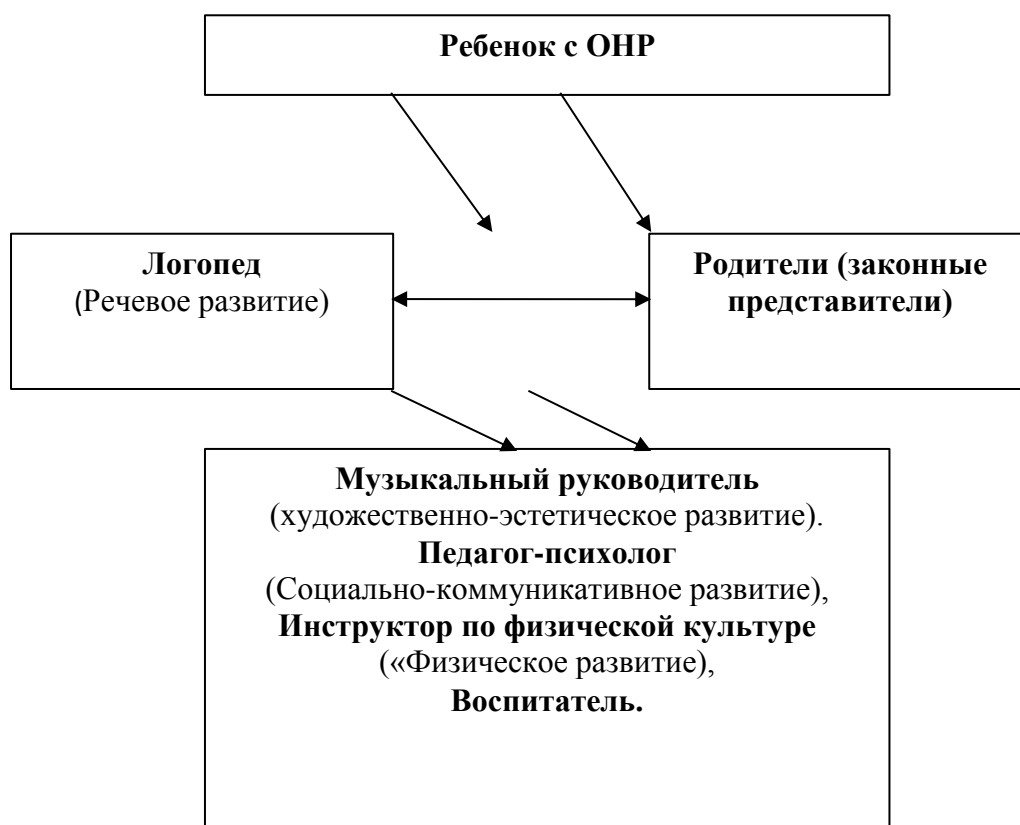 Ребенок с ОНР
Логопед
(Речевое развитие)
Родители (законные
представители)
Музыкальный руководитель
(художественно-эстетическое развитие).
Педагог-психолог
(Социально-коммуникативное развитие),
Инструктор по физической культуре
(«Физическое развитие),
Воспитатель.